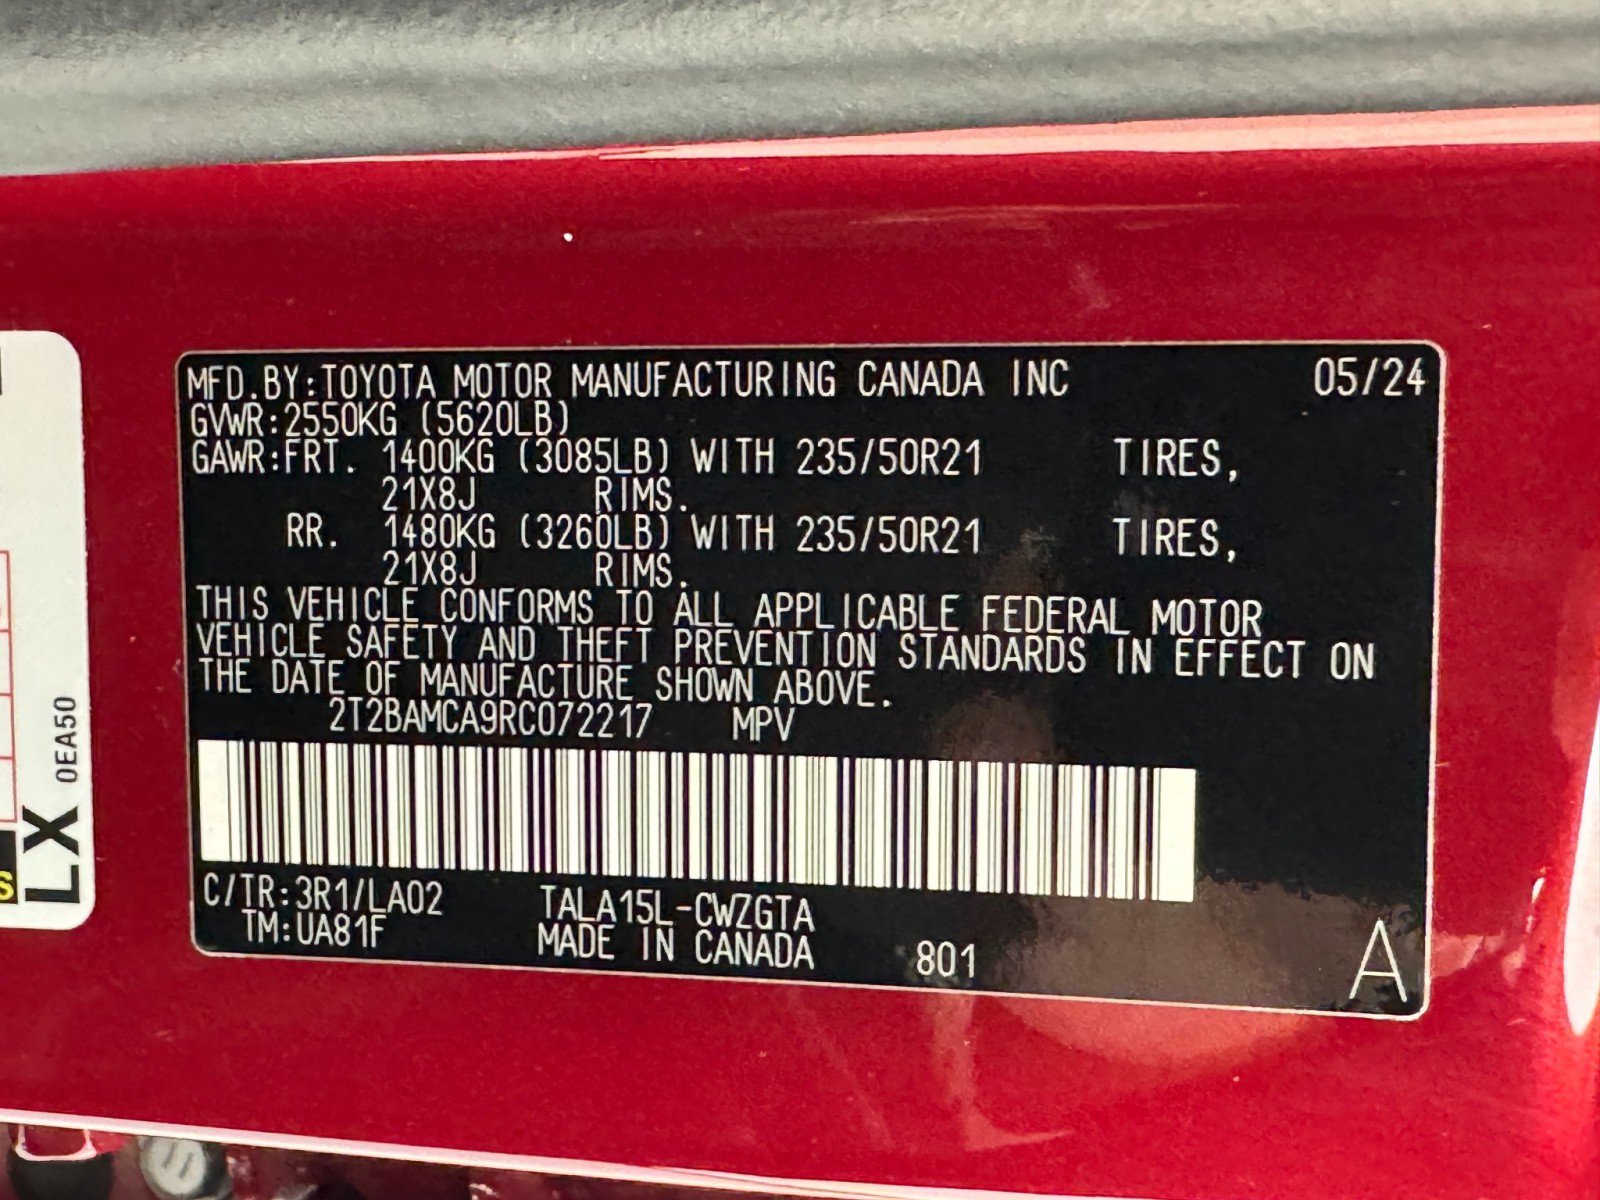 MFD.BY:TOYOTA MOTOR MANUFACTURING CANADA INC 05/24
GVWR:2550KG (5620LB)
GAWR:FRT. 1400KG (3085LB) WITH 235/50R21 TIRES,
21X8J RIMS.
RR. 1480KG (3260LB) WITH 235/50R21 TIRES,
21X8J RIMS.
THIS VEHICLE CONFORMS TO ALL APPLICABLE FEDERAL MOTOR
VEHICLE SAFETY AND THEFT PREVENTION STANDARDS IN EFFECT ON
THE DATE OF MANUFACTURE SHOWN ABOVE.
2T2BAMCA9RC072217 MPV
C/TR:3R1/LA02 TALA15L-CWZGTA
TM:UA81F MADE IN CANADA 801 A
LX 0EA50
S